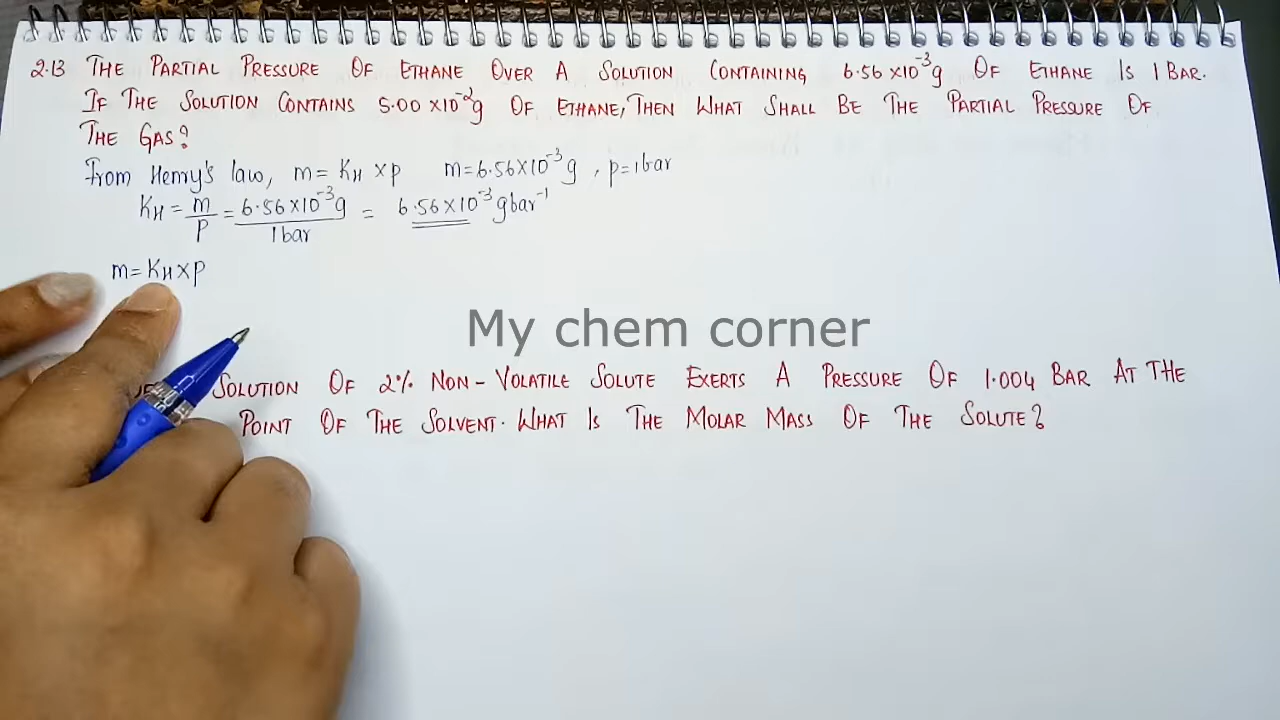 2.13 THE PARTIAL PRESSURE OF ETHANE OVER A SOLUTION CONTAINING 6.56 ×10⁻³g OF ETHANE IS 1 BAR.
IF THE SOLUTION CONTAINS 5.00 ×10⁻²g OF ETHANE, THEN WHAT SHALL BE THE PARTIAL PRESSURE OF
THE GAS?
From Henry's law, m = KH × p m = 6.56×10⁻³g , p = 1bar
KH = m/p = 6.56×10⁻³g / 1bar = 6.56 × 10⁻³ g bar⁻¹
m = KH × p
My chem corner
SOLUTION OF 2% NON-VOLATILE SOLUTE EXERTS A PRESSURE OF 1.004 BAR AT THE
POINT OF THE SOLVENT. WHAT IS THE MOLAR MASS OF THE SOLUTE?